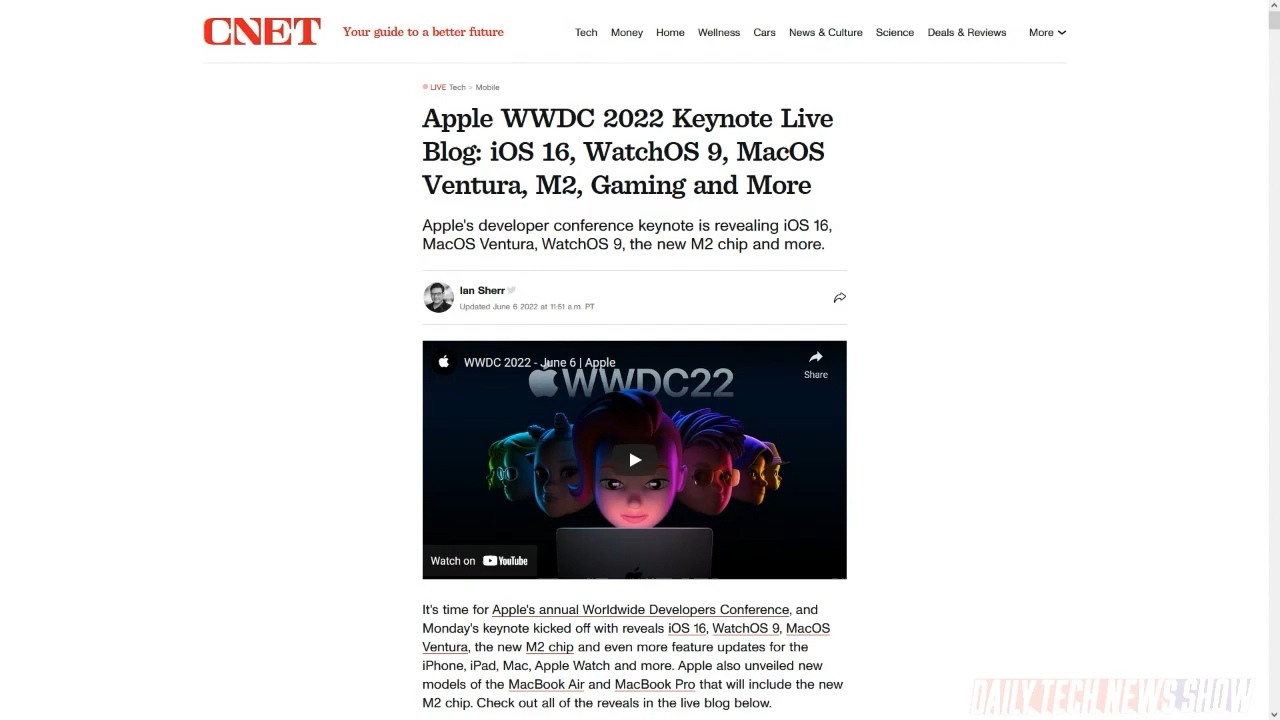 CNET
Your guide to a better future
Tech Money Home Wellness Cars News & Culture Science Deals & Reviews More
LIVE Tech > Mobile
Apple WWDC 2022 Keynote Live
Blog: iOS 16, WatchOS 9, MacOS
Ventura, M2, Gaming and More
Apple's developer conference keynote is revealing iOS 16,
MacOS Ventura, WatchOS 9, the new M2 chip and more.
Ian Sherr
Updated June 6 2022 at 11:51 a.m. PT
WWDC 2022 - June 6 | Apple
Share
WWDC22
Watch on YouTube
It's time for Apple's annual Worldwide Developers Conference, and
Monday's keynote kicked off with reveals iOS 16, WatchOS 9, MacOS
Ventura, the new M2 chip and even more feature updates for the
iPhone, iPad, Mac, Apple Watch and more. Apple also unveiled new
models of the MacBook Air and MacBook Pro that will include the new
M2 chip. Check out all of the reveals in the live blog below.
DAILY TECH NEWS SHOW